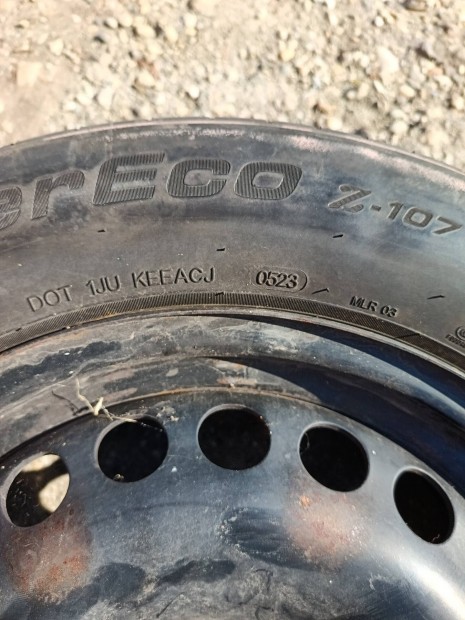 erEco Z-107
DOT 1JU KEEACJ 0523
MLR 03